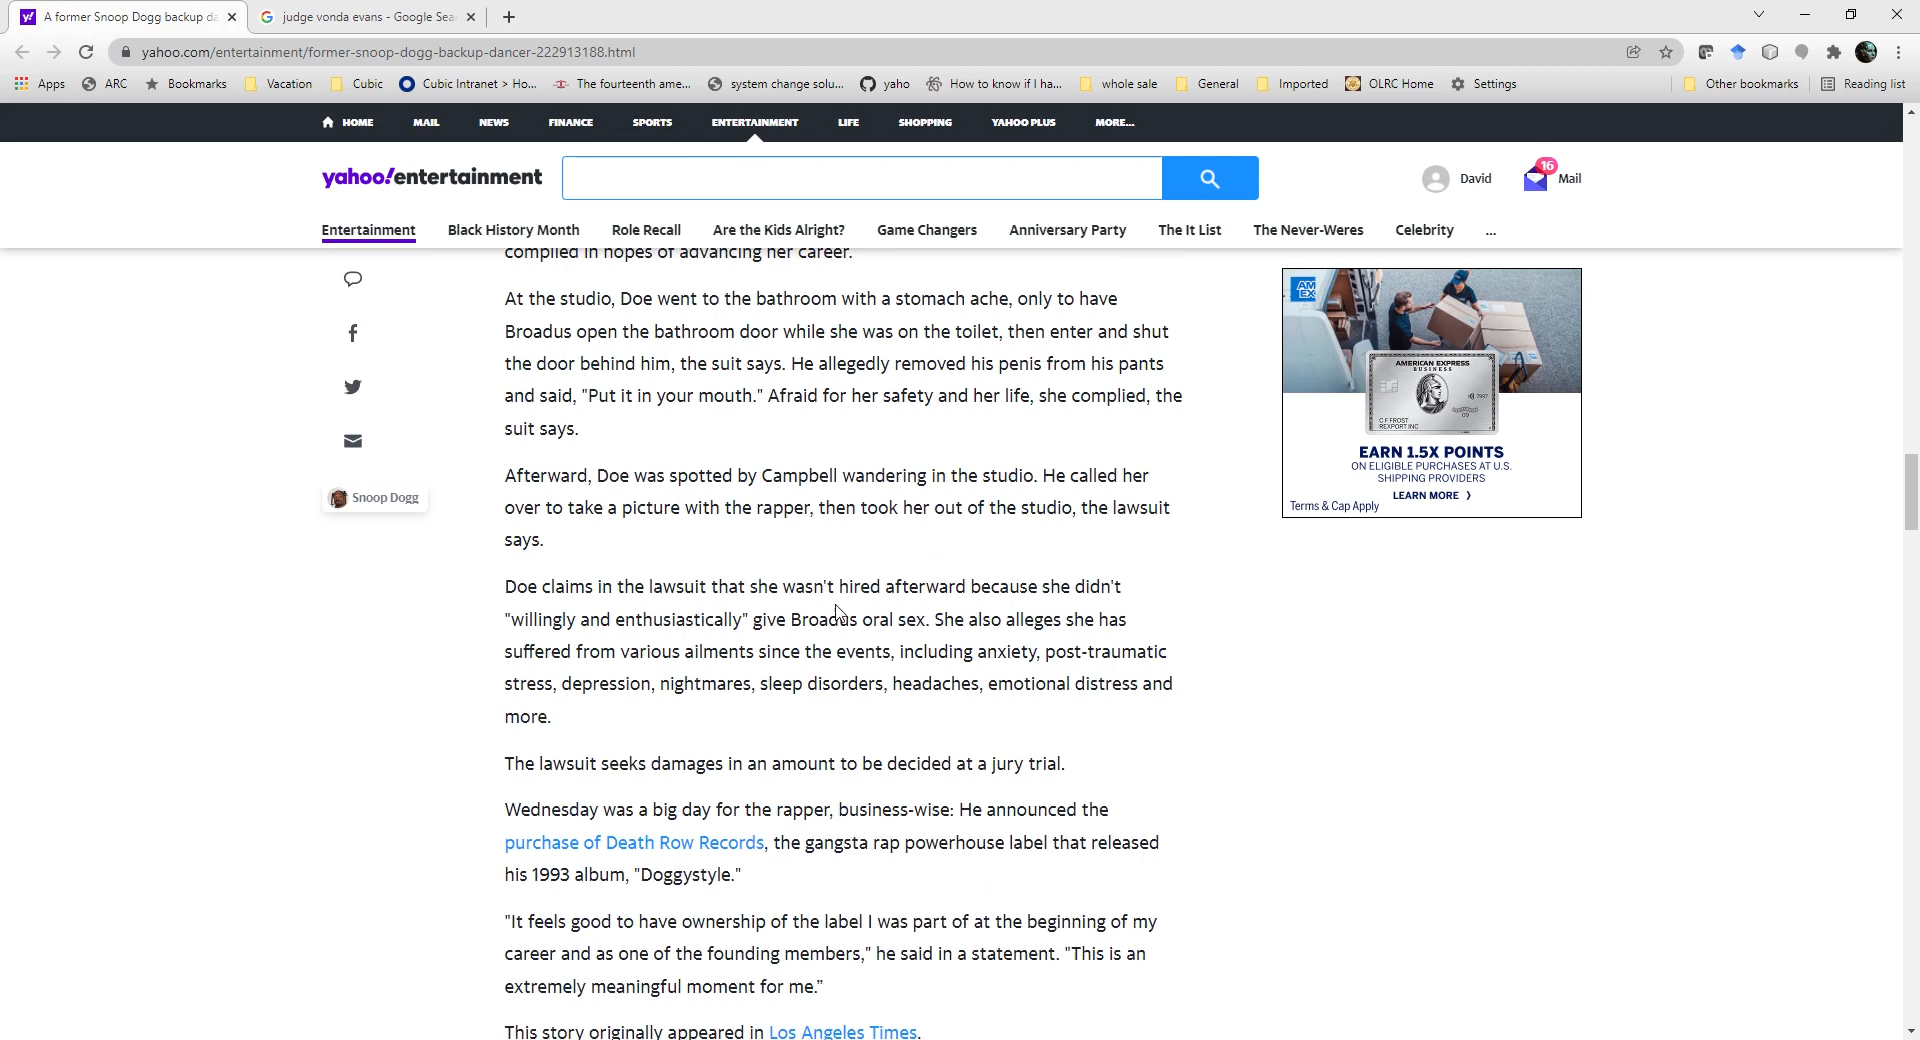 A former Snoop Dogg backup da
judge vonda evans - Google Sea
yahoo.com/entertainment/former-snoop-dogg-backup-dancer-222913188.html
Apps ARC Bookmarks Vacation Cubic Cubic Intranet > Ho... The fourteenth ame... system change solu... yaho How to know if I ha... whole sale General Imported OLRC Home Settings Other bookmarks Reading list
HOME MAIL NEWS FINANCE SPORTS ENTERTAINMENT LIFE SHOPPING YAHOO PLUS MORE...
yahoo!entertainment
David 16 Mail
Entertainment Black History Month Role Recall Are the Kids Alright? Game Changers Anniversary Party The It List The Never-Weres Celebrity ...
compiled in hopes of advancing her career.
At the studio, Doe went to the bathroom with a stomach ache, only to have
Broadus open the bathroom door while she was on the toilet, then enter and shut
the door behind him, the suit says. He allegedly removed his penis from his pants
and said, "Put it in your mouth." Afraid for her safety and her life, she complied, the
suit says.
Afterward, Doe was spotted by Campbell wandering in the studio. He called her
over to take a picture with the rapper, then took her out of the studio, the lawsuit
says.
Doe claims in the lawsuit that she wasn't hired afterward because she didn't
"willingly and enthusiastically" give Broadus oral sex. She also alleges she has
suffered from various ailments since the events, including anxiety, post-traumatic
stress, depression, nightmares, sleep disorders, headaches, emotional distress and
more.
The lawsuit seeks damages in an amount to be decided at a jury trial.
Wednesday was a big day for the rapper, business-wise: He announced the
purchase of Death Row Records, the gangsta rap powerhouse label that released
his 1993 album, "Doggystyle."
"It feels good to have ownership of the label I was part of at the beginning of my
career and as one of the founding members," he said in a statement. "This is an
extremely meaningful moment for me.”
This story originally appeared in Los Angeles Times.
Snoop Dogg
AM
EX
AMERICAN EXPRESS
BUSINESS
7997
C F FROST
REXPORT INC
EARN 1.5X POINTS
ON ELIGIBLE PURCHASES AT U.S.
SHIPPING PROVIDERS
LEARN MORE >
Terms & Cap Apply